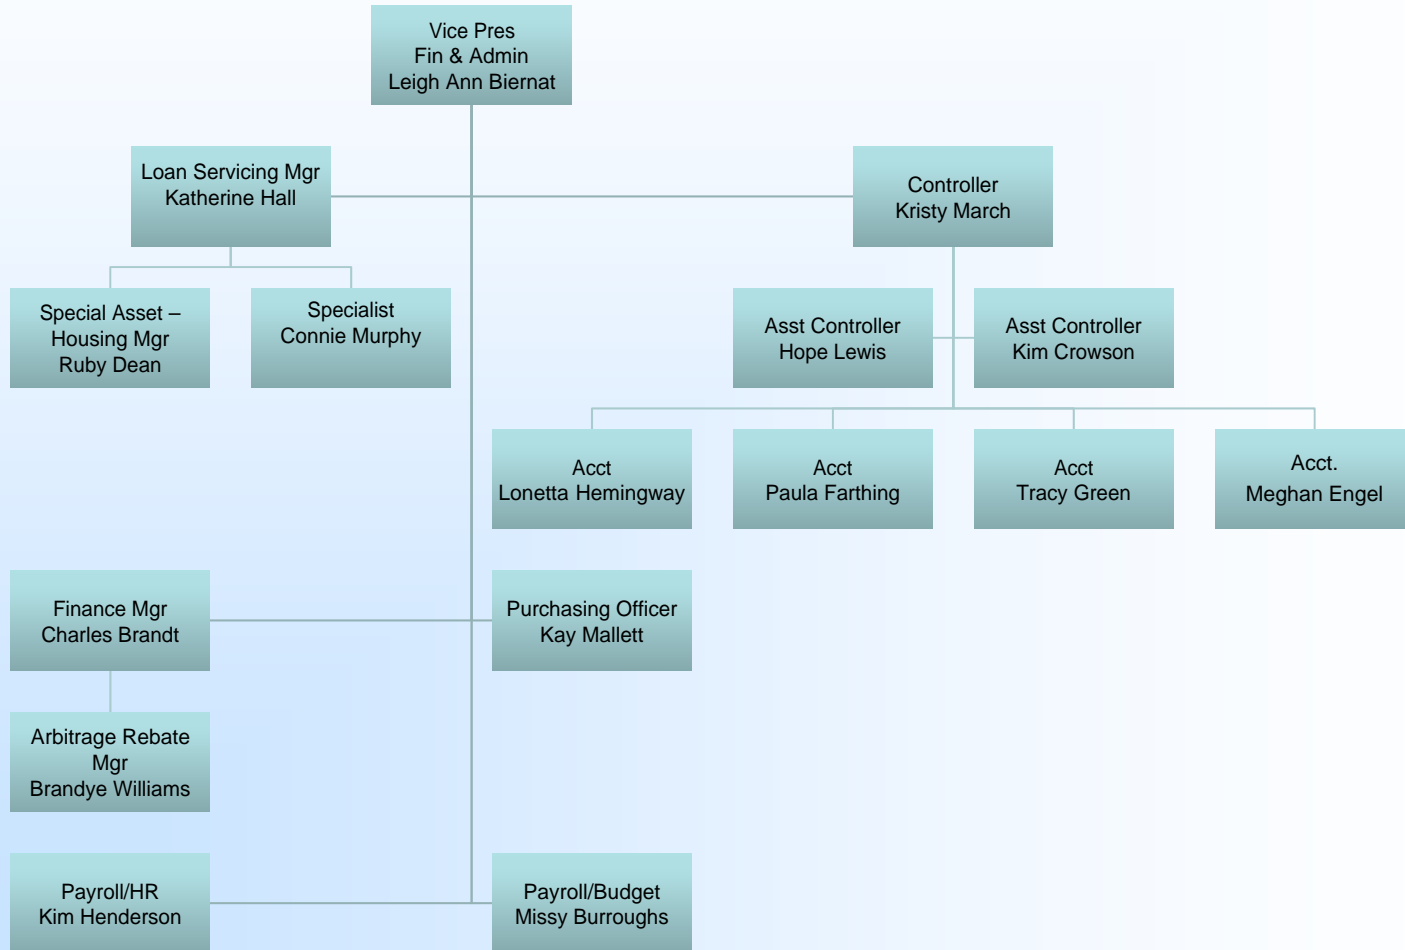 Vice Pres
Fin & Admin
Leigh Ann Biernat
Loan Servicing Mgr
Katherine Hall
Controller
Kristy March
Special Asset –
Housing Mgr
Ruby Dean
Specialist
Connie Murphy
Asst Controller
Hope Lewis
Asst Controller
Kim Crowson
Acct
Lonetta Hemingway
Acct
Paula Farthing
Acct
Tracy Green
Acct.
Meghan Engel
Finance Mgr
Charles Brandt
Purchasing Officer
Kay Mallett
Arbitrage Rebate
Mgr
Brandye Williams
Payroll/HR
Kim Henderson
Payroll/Budget
Missy Burroughs